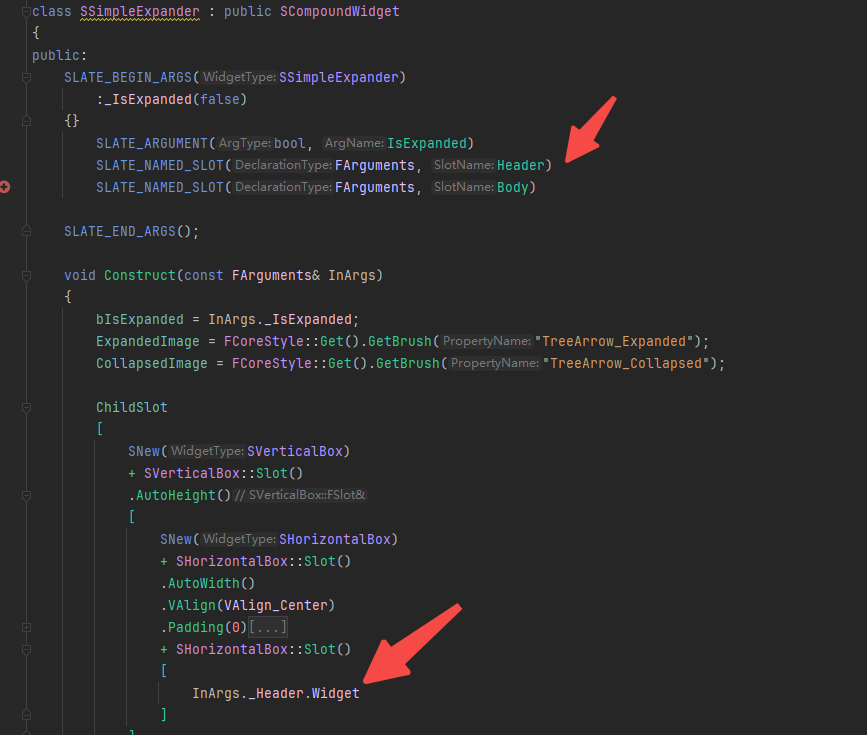 class SSimpleExpander : public SCompoundWidget
{
public:
SLATE_BEGIN_ARGS( WidgetType: SSimpleExpander)
:_IsExpanded(false)
{}
SLATE_ARGUMENT( ArgType: bool, ArgName: IsExpanded)
SLATE_NAMED_SLOT( DeclarationType: FArguments, SlotName: Header)
SLATE_NAMED_SLOT( DeclarationType: FArguments, SlotName: Body)
SLATE_END_ARGS();
void Construct(const FArguments& InArgs)
{
bIsExpanded = InArgs._IsExpanded;
ExpandedImage = FCoreStyle::Get().GetBrush( PropertyName: "TreeArrow_Expanded");
CollapsedImage = FCoreStyle::Get().GetBrush( PropertyName: "TreeArrow_Collapsed");
ChildSlot
[
SNew( WidgetType: SVerticalBox)
+ SVerticalBox::Slot()
.AutoHeight() // SVerticalBox::FSlot&
[
SNew( WidgetType: SHorizontalBox)
+ SHorizontalBox::Slot()
.AutoWidth()
.VAlign(VAlign_Center)
.Padding(0)[...]
+ SHorizontalBox::Slot()
[
InArgs._Header.Widget
]
]